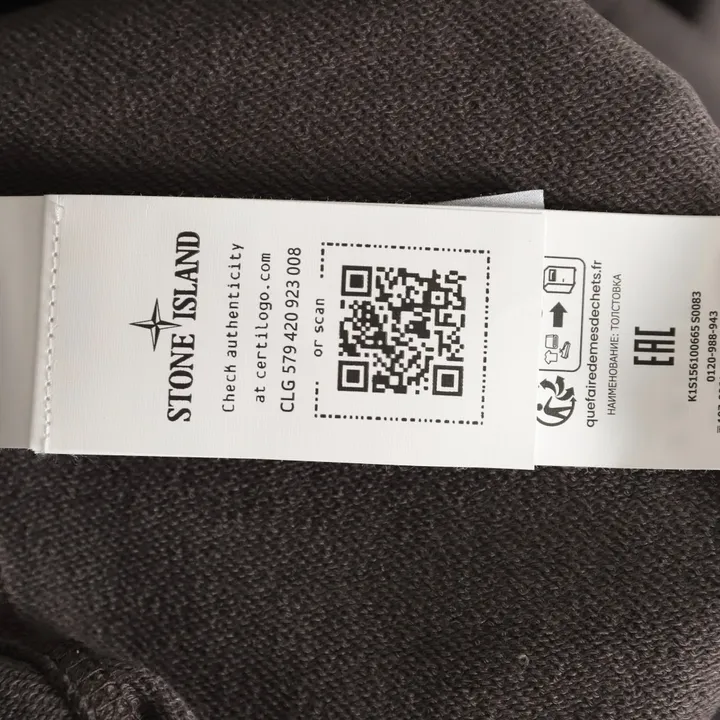 STONE ISLAND
Check authenticity
at certilogo.com
CLG 579 420 923 008
or scan
quefairedemesdechets.fr
НАИМЕНОВАНИЕ: ТОЛСТОВКА
EAC
K1S156100665 S0083
0120-988-943